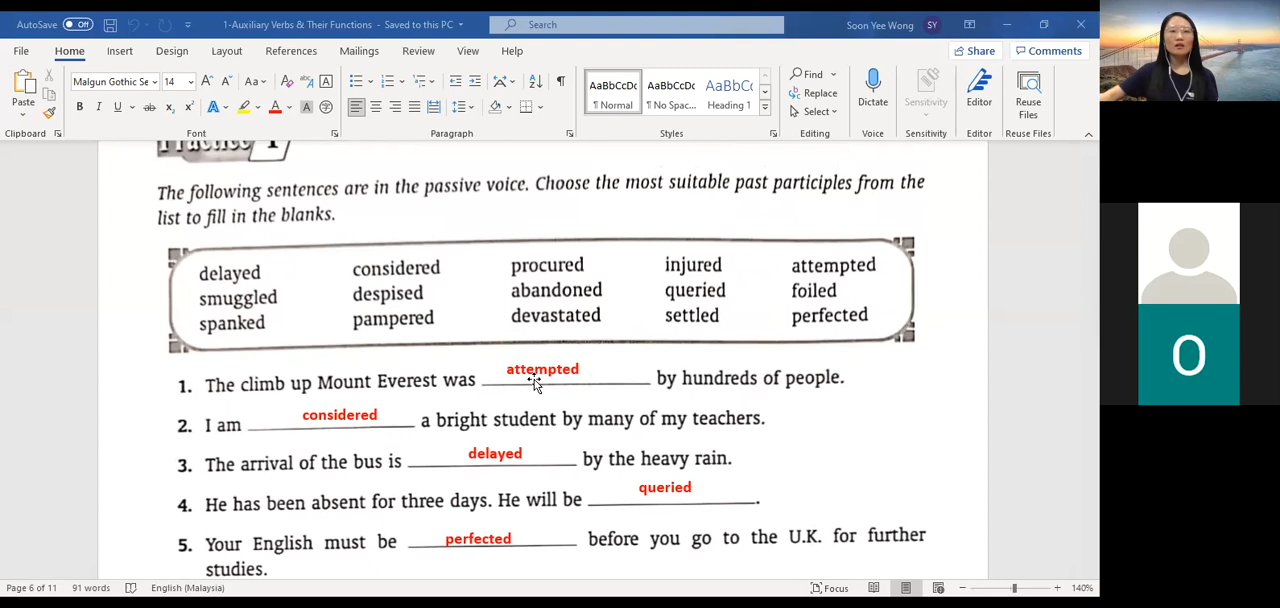 AutoSave Off 1-Auxiliary Verbs & Their Functions - Saved to this PC Search Soon Yee Wong SY
File Home Insert Design Layout References Mailings Review View Help Share Comments
Malgun Gothic Se 14 AaBbCcDc AaBbCcDc AaBbCcD Find
Replace
Select
Paste ¶ Normal ¶ No Spac... Heading 1 Dictate Sensitivity Editor Reuse Files
Clipboard Font Paragraph Styles Editing Voice Sensitivity Editor Reuse Files
Practice 1
The following sentences are in the passive voice. Choose the most suitable past participles from the
list to fill in the blanks.
delayed considered procured injured attempted
smuggled despised abandoned queried foiled
spanked pampered devastated settled perfected
1. The climb up Mount Everest was attempted by hundreds of people.
2. I am considered a bright student by many of my teachers.
3. The arrival of the bus is delayed by the heavy rain.
4. He has been absent for three days. He will be queried.
5. Your English must be perfected before you go to the U.K. for further
studies.
O
Page 6 of 11 91 words English (Malaysia) Focus 140%